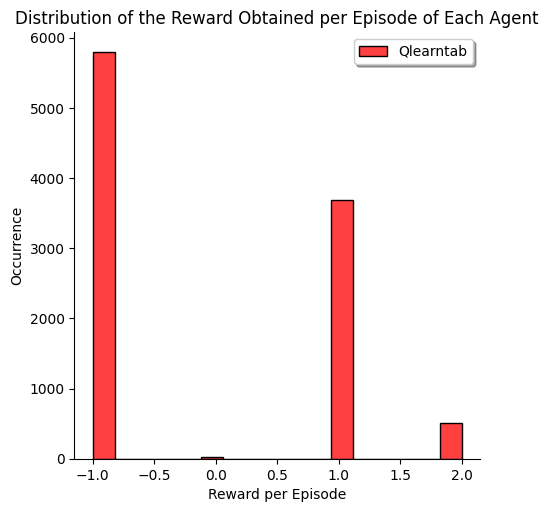 Distribution of the Reward Obtained per Episode of Each Agent
Qlearntab
6000
5000
4000
3000
2000
1000
0
Occurrence
−1.0 −0.5 0.0 0.5 1.0 1.5 2.0
Reward per Episode